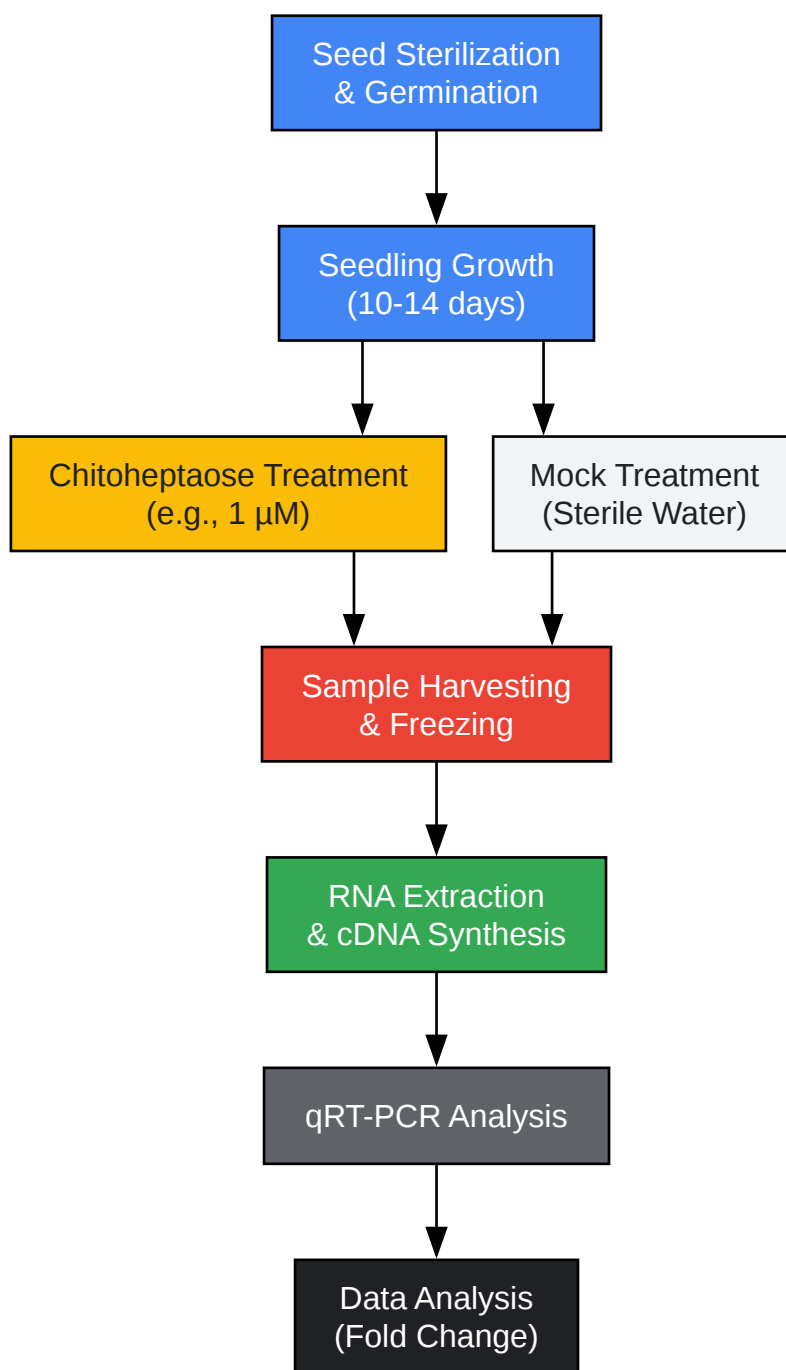 Seed Sterilization
& Germination
Seedling Growth
(10-14 days)
Chitoheptaose Treatment
(e.g., 1 µM)
Mock Treatment
(Sterile Water)
Sample Harvesting
& Freezing
RNA Extraction
& cDNA Synthesis
qRT-PCR Analysis
Data Analysis
(Fold Change)